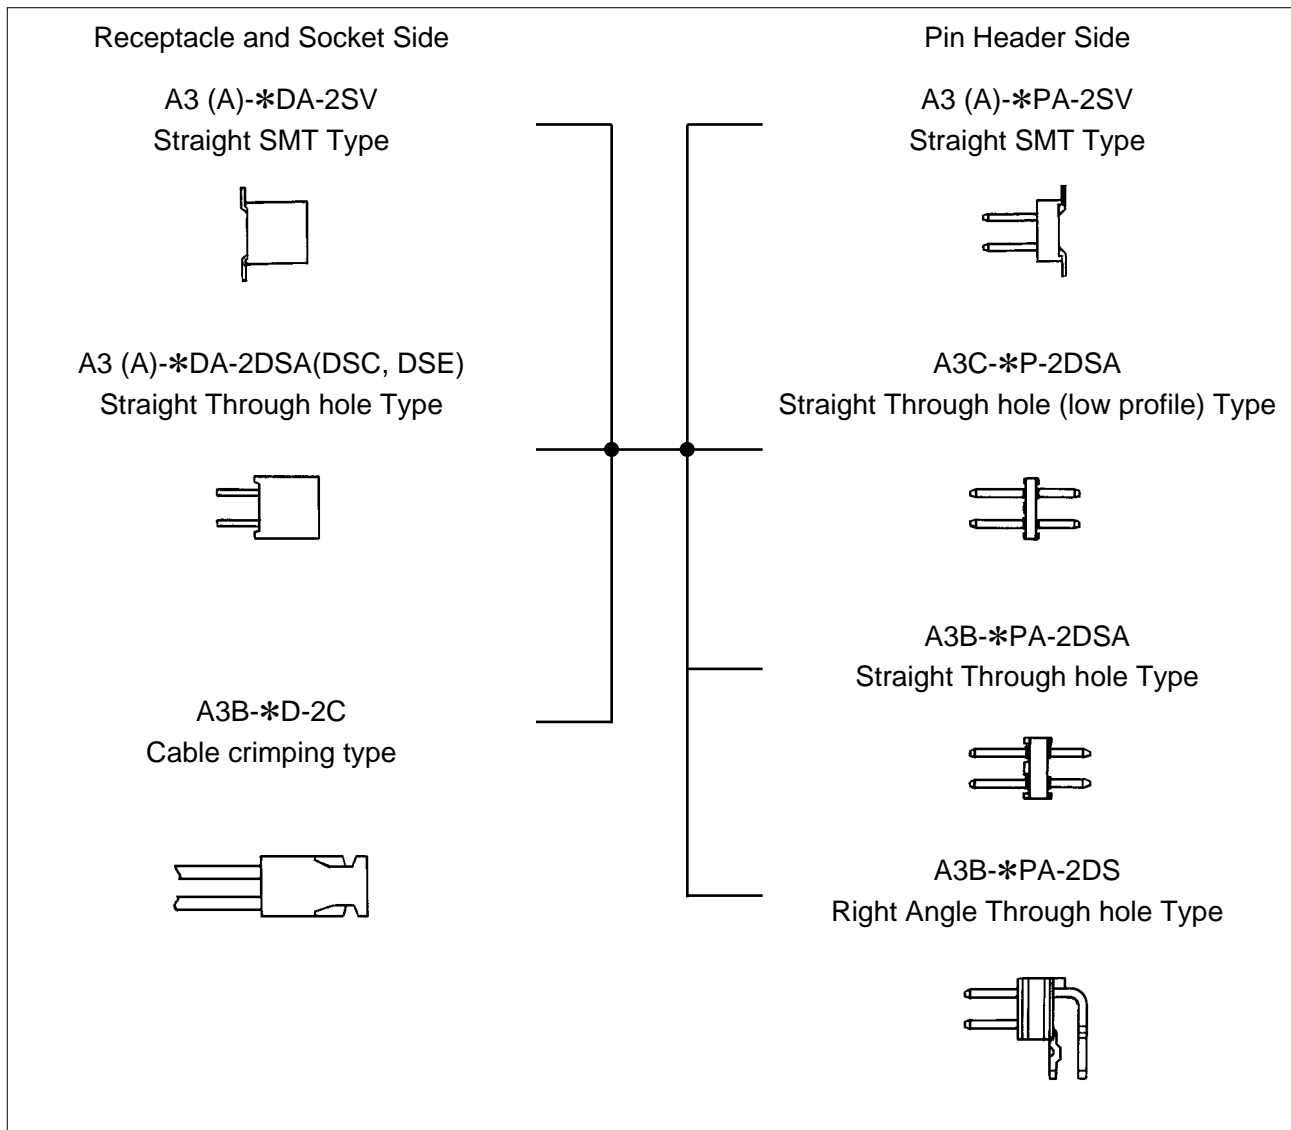 Receptacle and Socket Side
A3 (A)-*DA-2SV
Straight SMT Type
A3 (A)-*DA-2DSA(DSC, DSE)
Straight Through hole Type
A3B-*D-2C
Cable crimping type
Pin Header Side
A3 (A)-*PA-2SV
Straight SMT Type
A3C-*P-2DSA
Straight Through hole (low profile) Type
A3B-*PA-2DSA
Straight Through hole Type
A3B-*PA-2DS
Right Angle Through hole Type